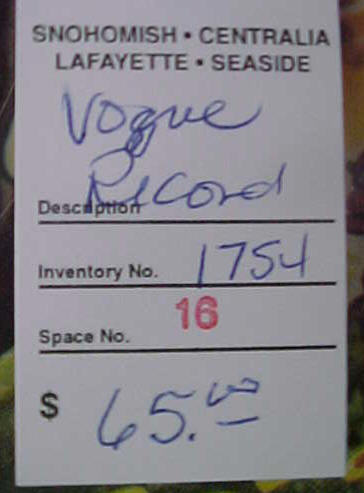 SNOHOMISH • CENTRALIA
LAFAYETTE • SEASIDE
Vogue
Record
Description
Inventory No. 1754
Space No. 16
$ 65.00